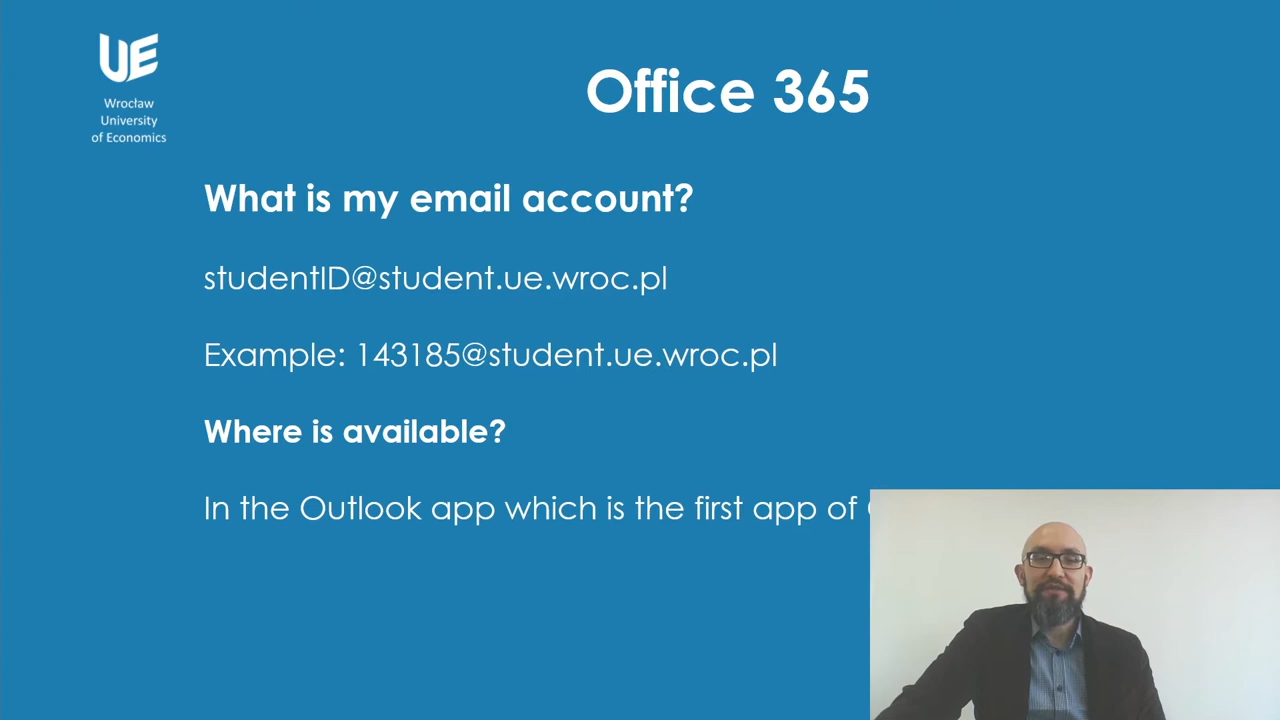 UE
Wrocław
University
of Economics
Office 365
What is my email account?
studentID@student.ue.wroc.pl
Example: 143185@student.ue.wroc.pl
Where is available?
In the Outlook app which is the first app of